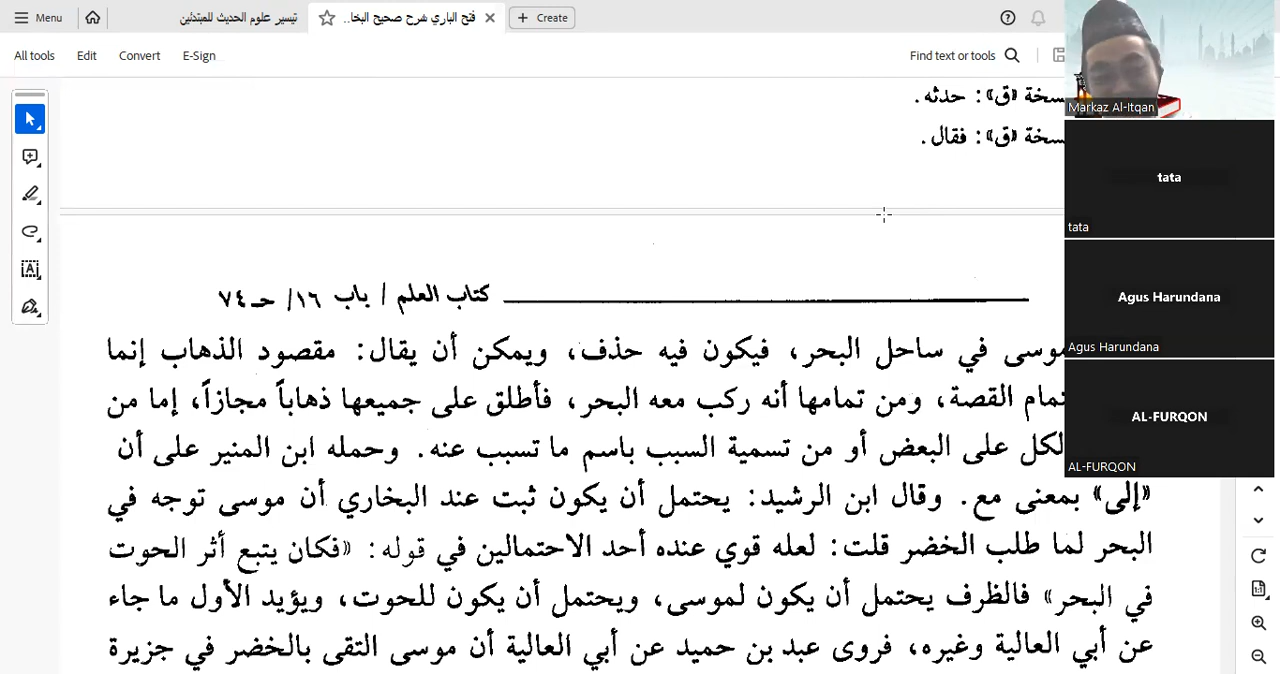 Menu
تيسير علوم الحديث للمبتدئين
فتح الباري شرح صحيح البخا..
Create
All tools
Edit
Convert
E-Sign
Find text or tools
«ق»: حدثه.
«ق»: فقال.
كتاب العلم / باب ١٦/ حـ ٧٤
في ساحل البحر، فيكون فيه حذف، ويمكن أن يقال: مقصود الذهاب إنما
القصة، ومن تمامها أنه ركب معه البحر، فأطلق على جميعها ذهاباً مجازاً، إما من
الكل على البعض أو من تسمية السبب باسم ما تسبب عنه. وحمله ابن المنير على أن
«إلى» بمعنى مع. وقال ابن الرشيد: يحتمل أن يكون ثبت عند البخاري أن موسى توجه في
البحر لما طلب الخضر قلت: لعله قوي عنده أحد الاحتمالين في قوله: «فكان يتبع أثر الحوت
في البحر» فالظرف يحتمل أن يكون لموسى، ويحتمل أن يكون للحوت، ويؤيد الأول ما جاء
عن أبي العالية وغيره، فروى عبد بن حميد عن أبي العالية أن موسى التقى بالخضر في جزيرة
Markaz Al-Itqan
tata
tata
Agus Harundana
Agus Harundana
AL-FURQON
AL-FURQON